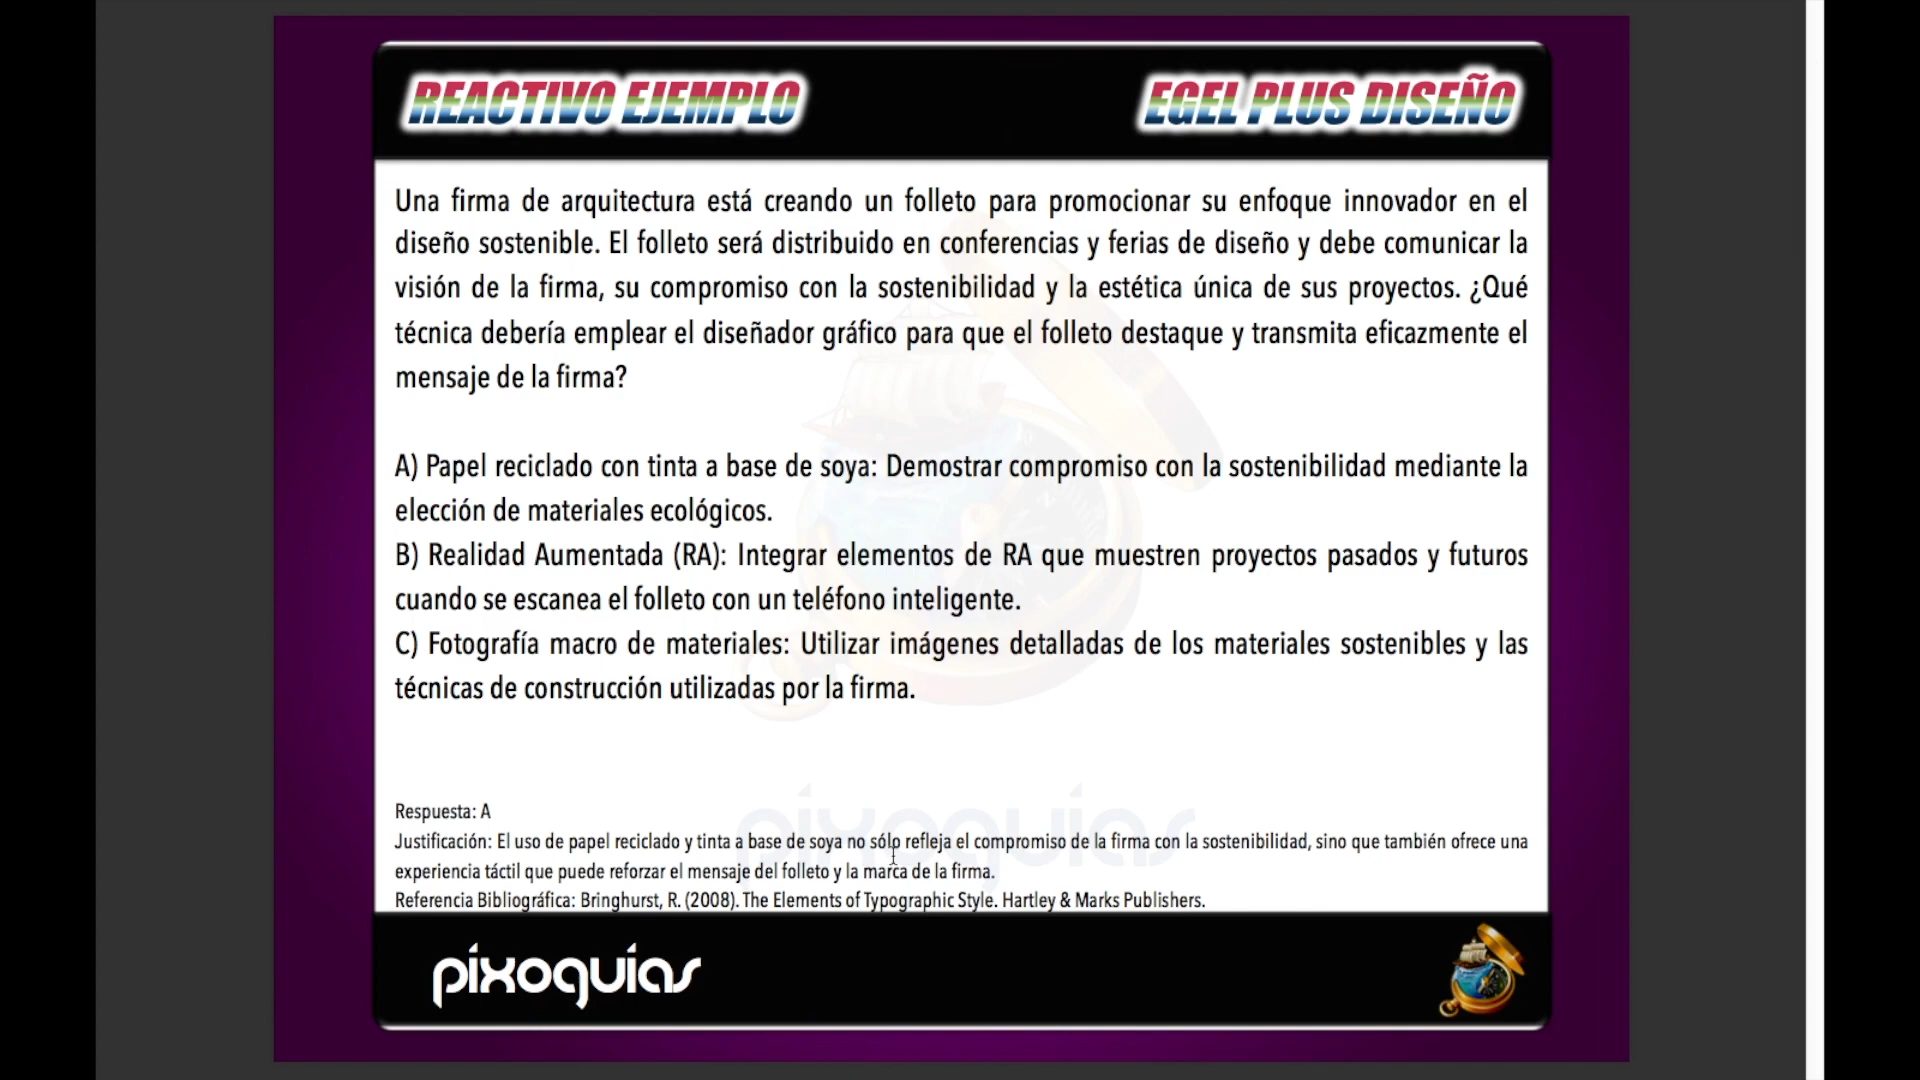 REACTIVO EJEMPLO
EGEL PLUS DISEÑO
Una firma de arquitectura está creando un folleto para promocionar su enfoque innovador en el
diseño sostenible. El folleto será distribuido en conferencias y ferias de diseño y debe comunicar la
visión de la firma, su compromiso con la sostenibilidad y la estética única de sus proyectos. ¿Qué
técnica debería emplear el diseñador gráfico para que el folleto destaque y transmita eficazmente el
mensaje de la firma?
A) Papel reciclado con tinta a base de soya: Demostrar compromiso con la sostenibilidad mediante la
elección de materiales ecológicos.
B) Realidad Aumentada (RA): Integrar elementos de RA que muestren proyectos pasados y futuros
cuando se escanea el folleto con un teléfono inteligente.
C) Fotografía macro de materiales: Utilizar imágenes detalladas de los materiales sostenibles y las
técnicas de construcción utilizadas por la firma.
Respuesta: A
Justificación: El uso de papel reciclado y tinta a base de soya no sólo refleja el compromiso de la firma con la sostenibilidad, sino que también ofrece una
experiencia táctil que puede reforzar el mensaje del folleto y la marca de la firma.
Referencia Bibliográfica: Bringhurst, R. (2008). The Elements of Typographic Style. Hartley & Marks Publishers.
pixoguias
pixoguias